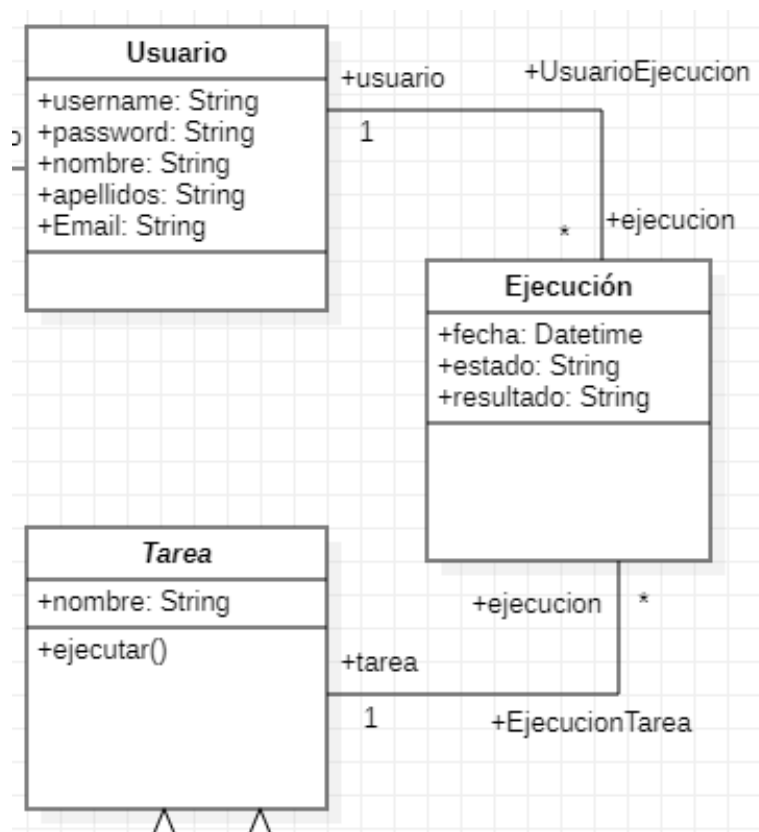 Usuario
+username: String
+password: String
+nombre: String
+apellidos: String
+Email: String
+usuario
1
+UsuarioEjecucion
*
+ejecucion
Ejecución
+fecha: Datetime
+estado: String
+resultado: String
Tarea
+nombre: String
+ejecutar()
+ejecucion
*
+tarea
1
+EjecucionTarea